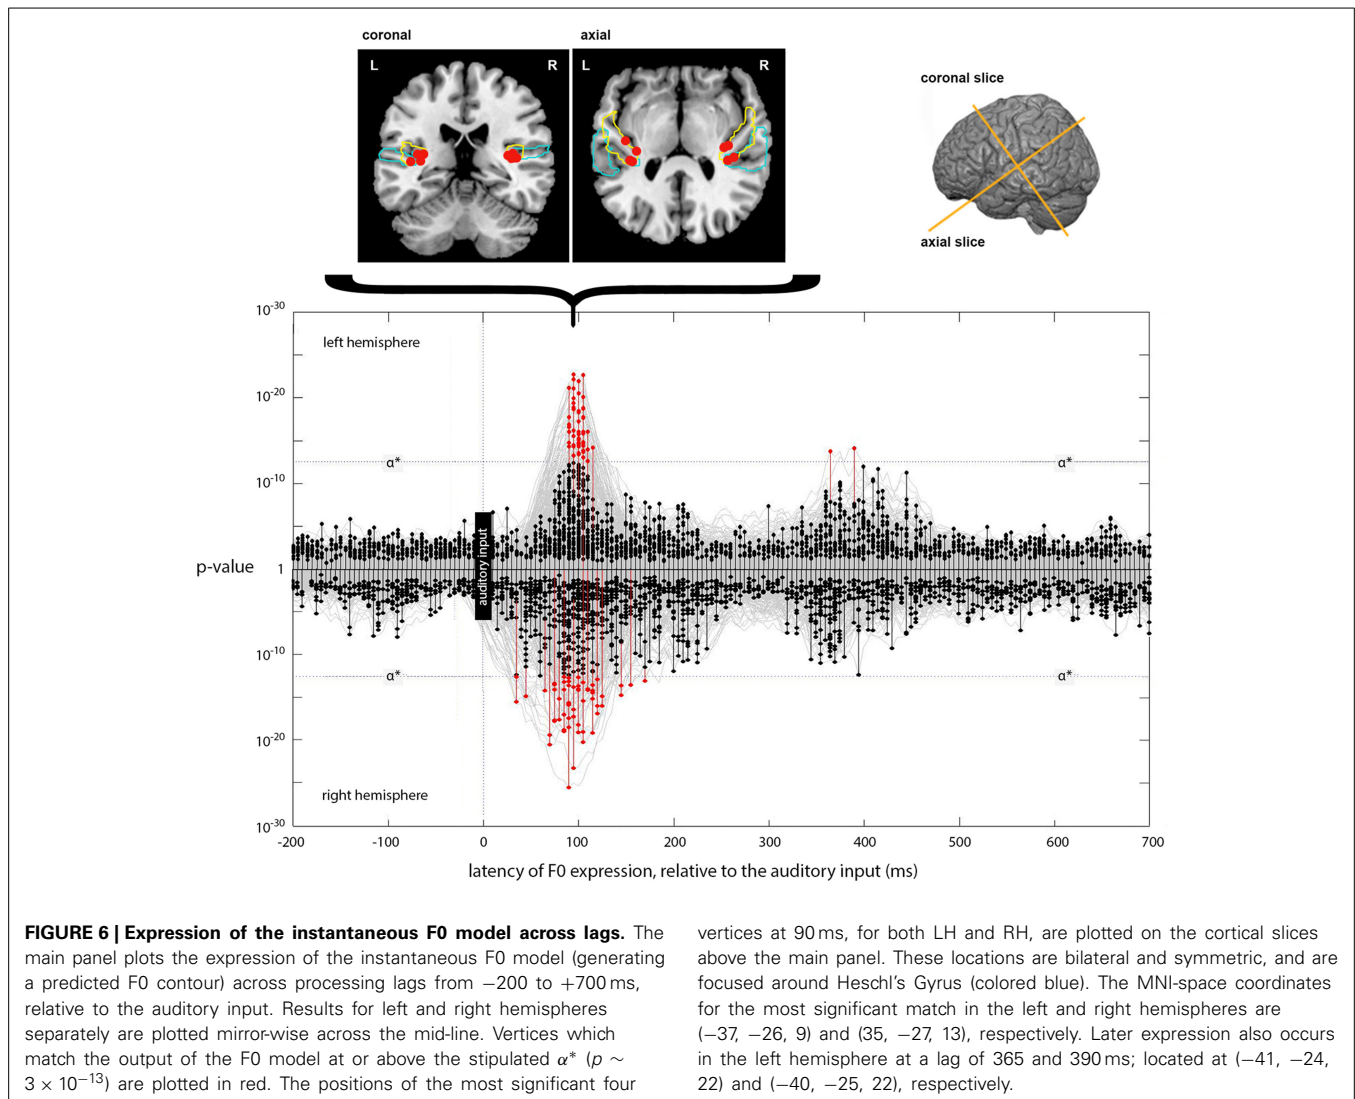 coronal
axial
L
R
L
R
coronal slice
axial slice
10-30
left hemisphere
10-20
α*
α*
10-10
auditory input
p-value
1
10-10
α*
α*
10-20
right hemisphere
10-30
-200
-100
0
100
200
300
400
500
600
700
latency of F0 expression, relative to the auditory input (ms)
FIGURE 6 | Expression of the instantaneous F0 model across lags. The
main panel plots the expression of the instantaneous F0 model (generating
a predicted F0 contour) across processing lags from −200 to +700 ms,
relative to the auditory input. Results for left and right hemispheres
separately are plotted mirror-wise across the mid-line. Vertices which
match the output of the F0 model at or above the stipulated α* (p ∼
3 × 10−13) are plotted in red. The positions of the most significant four
vertices at 90 ms, for both LH and RH, are plotted on the cortical slices
above the main panel. These locations are bilateral and symmetric, and are
focused around Heschl's Gyrus (colored blue). The MNI-space coordinates
for the most significant match in the left and right hemispheres are
(−37, −26, 9) and (35, −27, 13), respectively. Later expression also occurs
in the left hemisphere at a lag of 365 and 390 ms; located at (−41, −24,
22) and (−40, −25, 22), respectively.